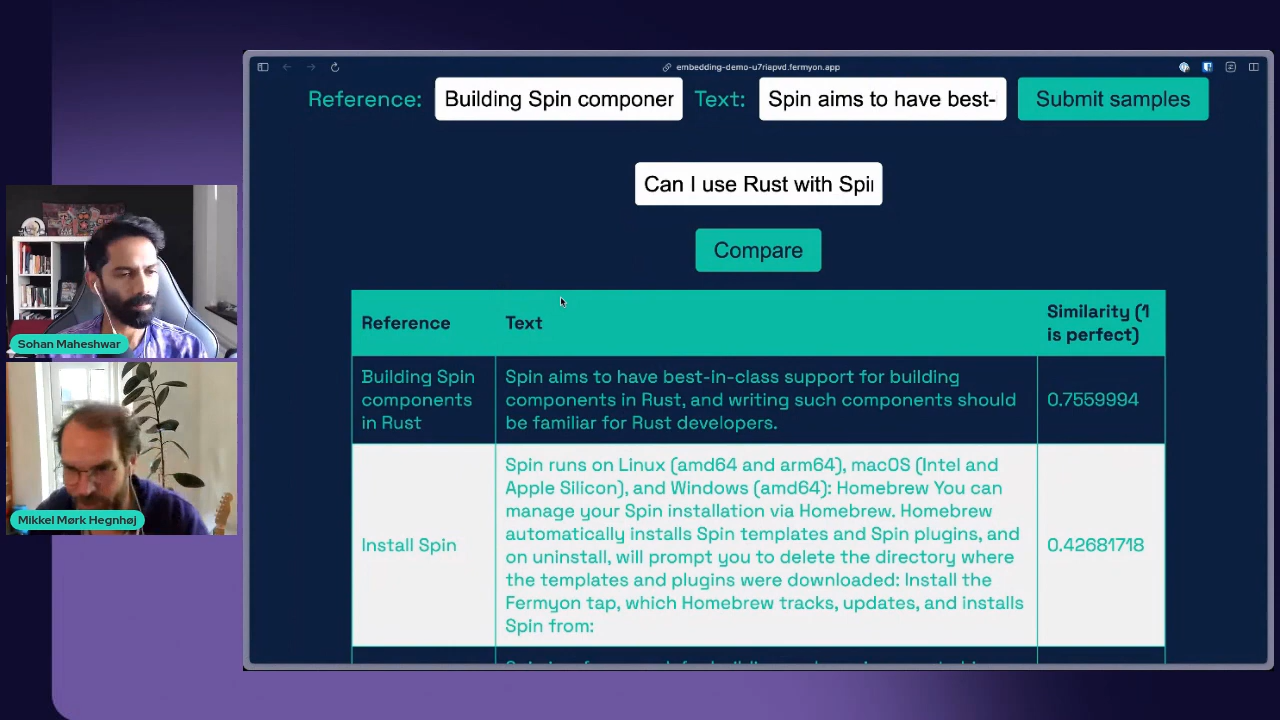 embedding-demo-u7riapvd.fermyon.app
Reference: Building Spin componer Text: Spin aims to have best- Submit samples
Can I use Rust with Spi
Compare
Reference Text Similarity (1
is perfect)
Building Spin
components
in Rust
Spin aims to have best-in-class support for building
components in Rust, and writing such components should
be familiar for Rust developers.
0.7559994
Install Spin
Spin runs on Linux (amd64 and arm64), macOS (Intel and
Apple Silicon), and Windows (amd64): Homebrew You can
manage your Spin installation via Homebrew. Homebrew
automatically installs Spin templates and Spin plugins, and
on uninstall, will prompt you to delete the directory where
the templates and plugins were downloaded: Install the
Fermyon tap, which Homebrew tracks, updates, and installs
Spin from:
0.42681718
Sohan Maheshwar
Mikkel Mørk Hegnhøj